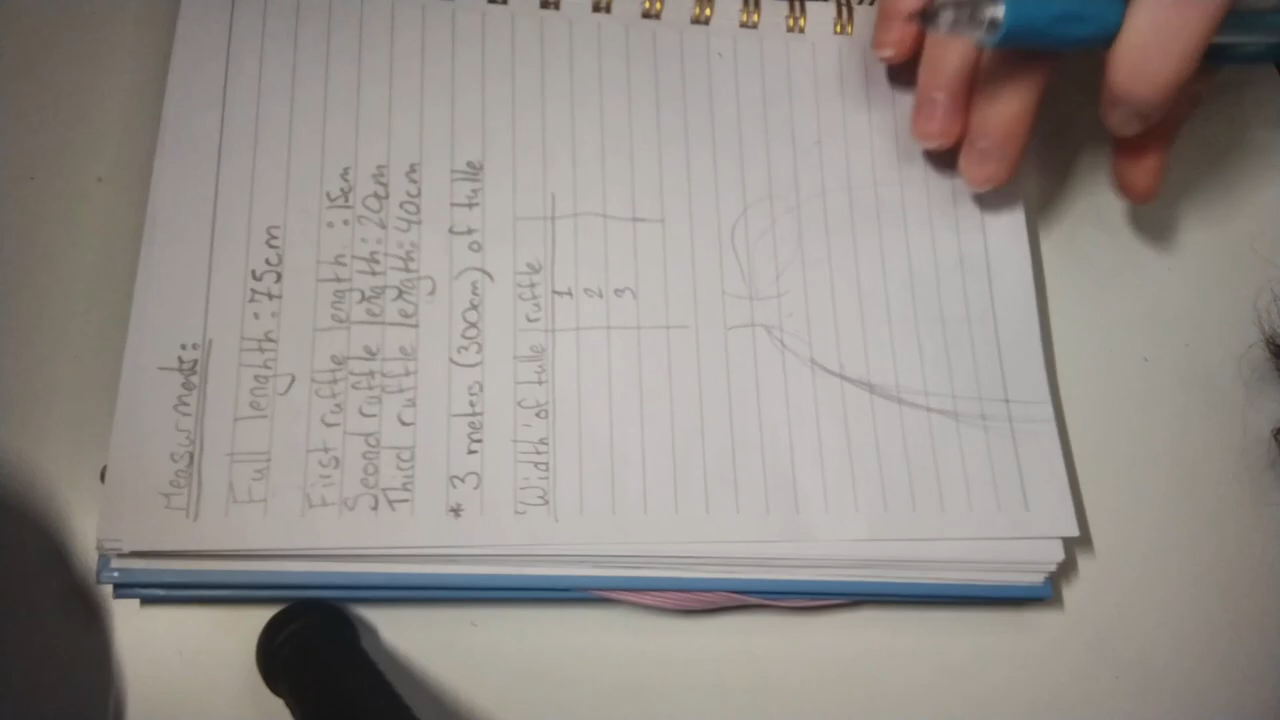 Measurments:
Full lenghth:75cm
First ruffle length :15cm
Second ruffle length:20cm
Third ruffle length:40cm
* 3 meters (300cm) of tulle
Width of tulle ruffle
1
2
3